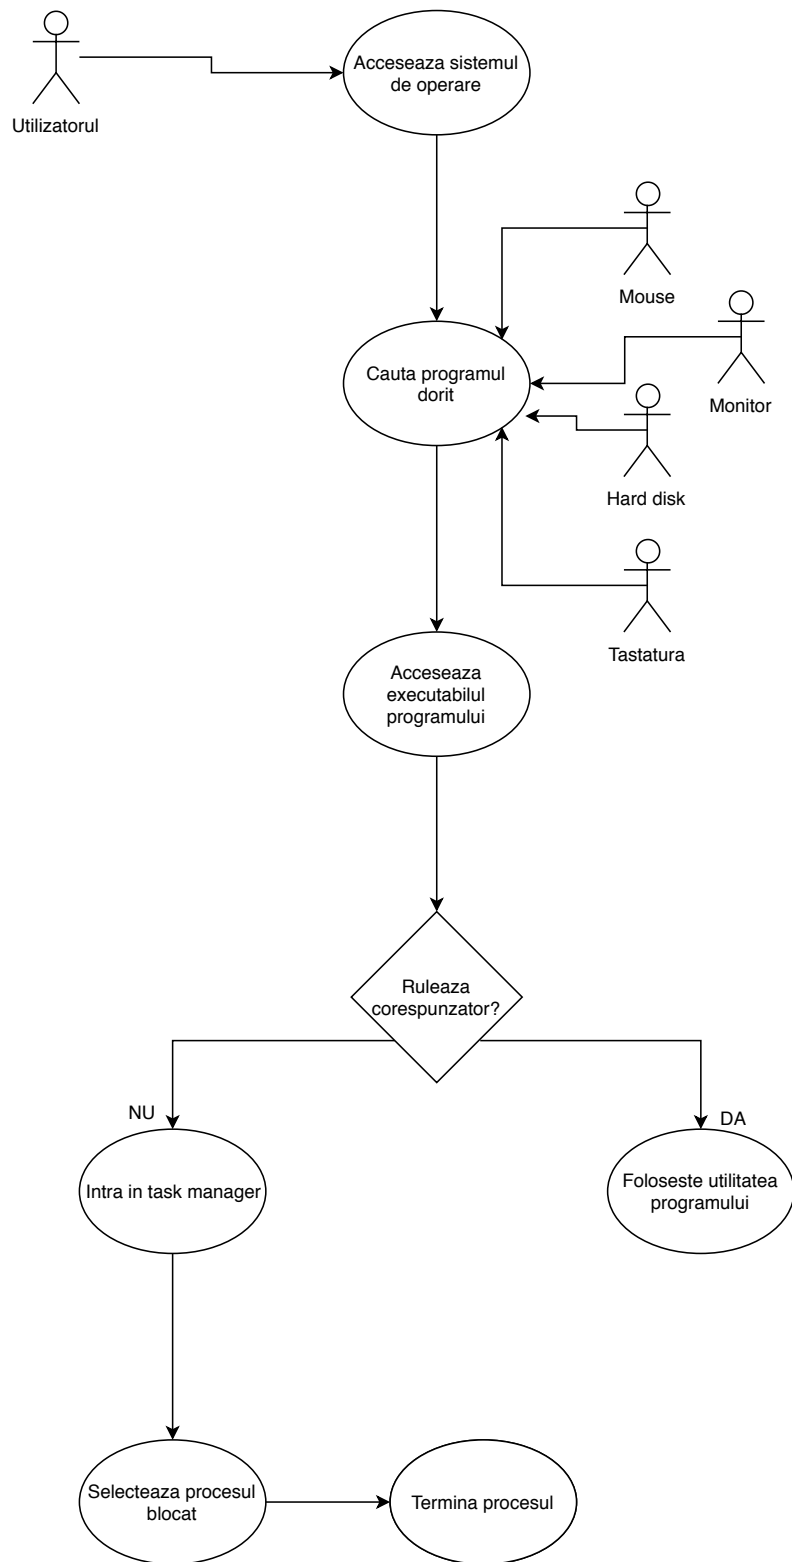 Acceseaza sistemul
de operare
Utilizatorul
Mouse
Cauta programul
dorit
Monitor
Hard disk
Tastatura
Acceseaza
executabilul
programului
Ruleaza
corespunzator?
NU
DA
Intra in task manager
Foloseste utilitatea
programului
Selecteaza procesul
blocat
Termina procesul